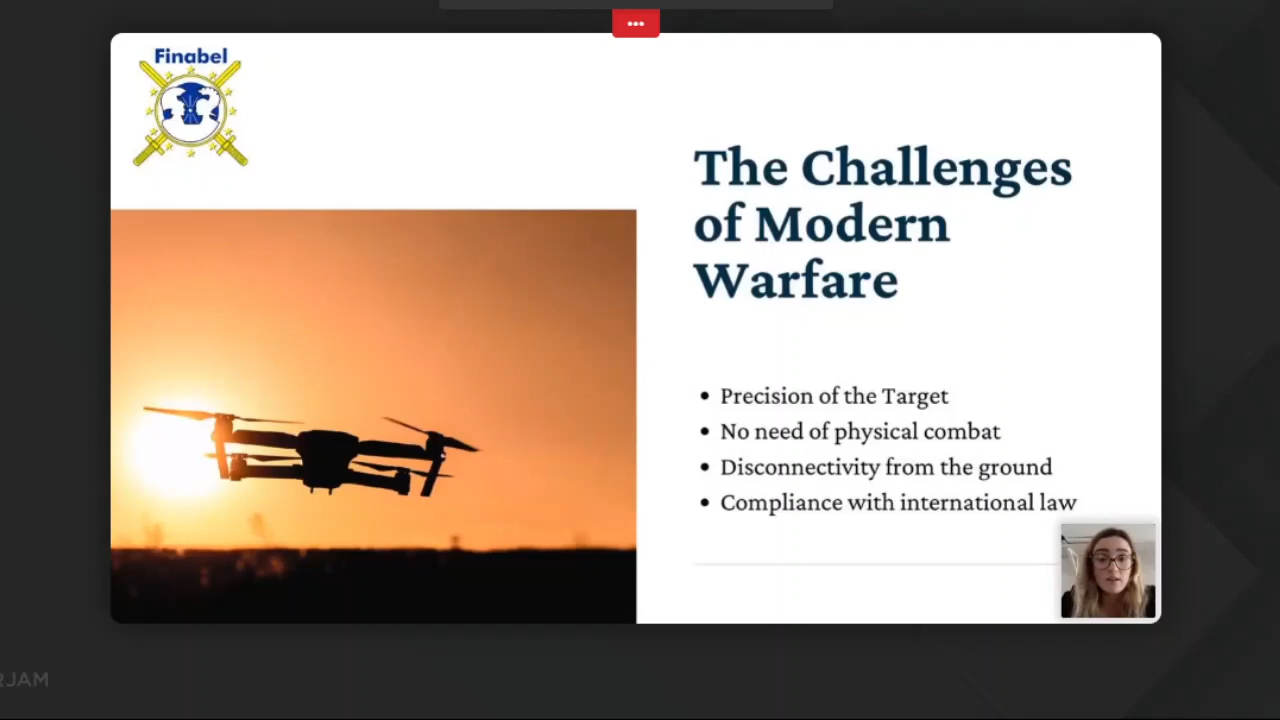 Finabel
The Challenges
of Modern
Warfare
• Precision of the Target
• No need of physical combat
• Disconnectivity from the ground
• Compliance with international law
JAM